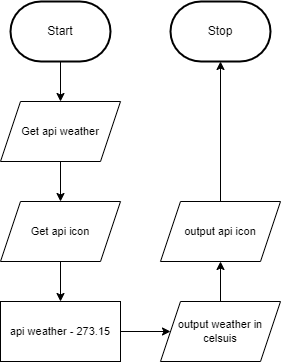 Start
Get api weather
Get api icon
api weather - 273.15
output weather in
celsuis
output api icon
Stop